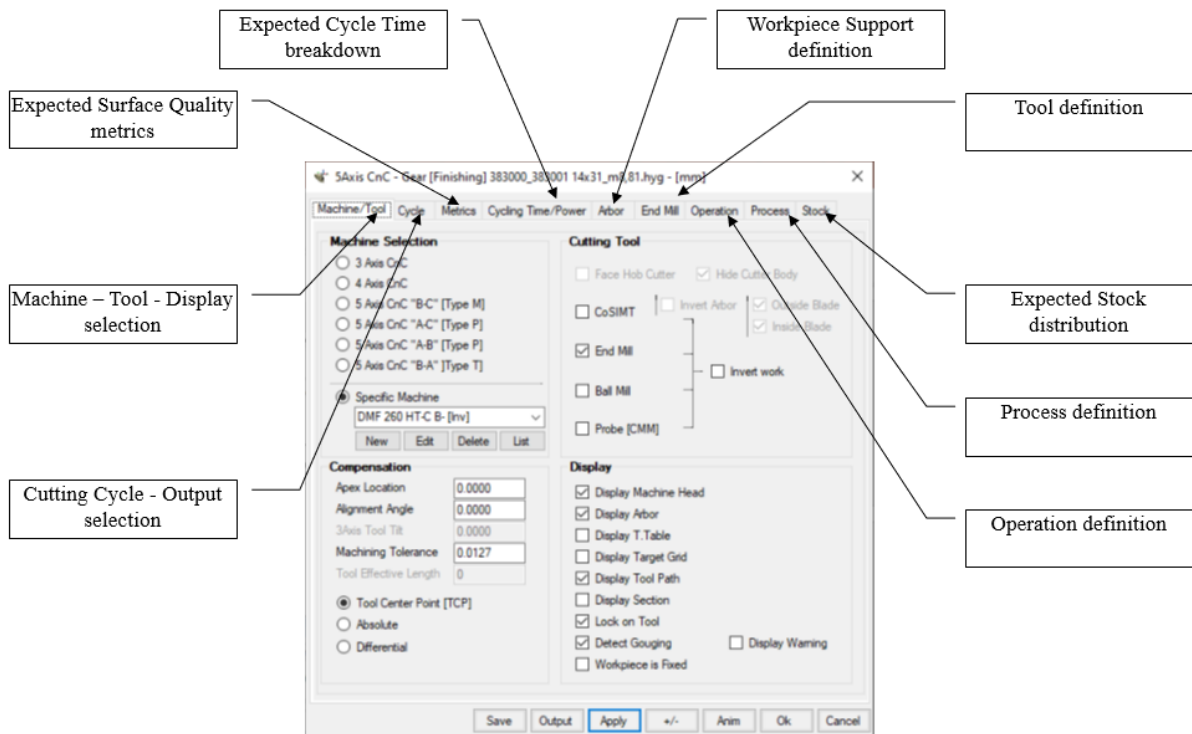 Expected Cycle Time
breakdown
Workpiece Support
definition
Expected Surface Quality
metrics
Tool definition
5Axis CnC - Gear [Finishing] 383000_383001 14x31_m8,81.hyg - [mm]
Machine/Tool Cycle Metrics Cycling Time/Power Arbor End Mill Operation Process Stock
Machine Selection
3 Axis CnC
4 Axis CnC
5 Axis CnC "B-C" [Type M]
5 Axis CnC "A-C" [Type P]
5 Axis CnC "A-B" [Type P]
5 Axis CnC "B-A" [Type T]
Specific Machine
DMF 260 HT-C B- [Inv]
New Edit Delete List
Cutting Tool
Face Hob Cutter Hide Cutter Body
CoSIMT Invert Arbor Outside Blade
Inside Blade
End Mill
Invert work
Ball Mill
Probe [CMM]
Machine – Tool - Display
selection
Expected Stock
distribution
Process definition
Cutting Cycle - Output
selection
Operation definition
Compensation
Apex Location 0.0000
Alignment Angle 0.0000
3Axis Tool Tilt 0.0000
Machining Tolerance 0.0127
Tool Effective Length 0
Tool Center Point [TCP]
Absolute
Differential
Display
Display Machine Head
Display Arbor
Display T.Table
Display Target Grid
Display Tool Path
Display Section
Lock on Tool
Detect Gouging Display Warning
Workpiece is Fixed
Save Output Apply +/- Anim Ok Cancel